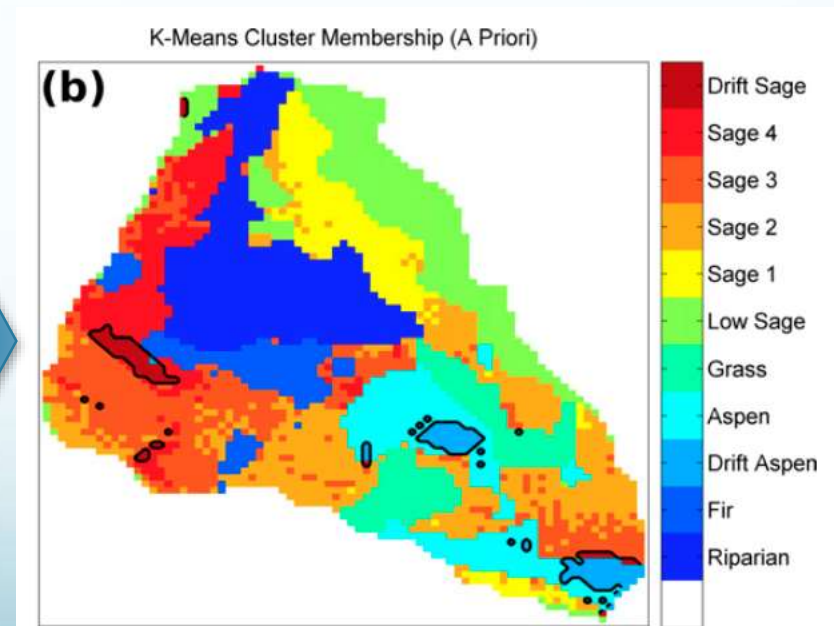 K-Means Cluster Membership (A Priori)
(b)
Drift Sage
Sage 4
Sage 3
Sage 2
Sage 1
Low Sage
Grass
Aspen
Drift Aspen
Fir
Riparian